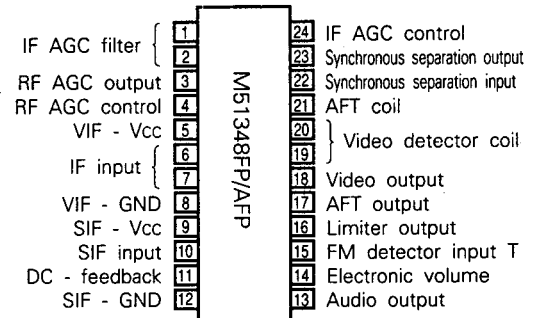 IF AGC filter
1
2
RF AGC output 3
RF AGC control 4
VIF - Vcc 5
IF input
6
7
VIF - GND 8
SIF - Vcc 9
SIF input 10
DC - feedback 11
SIF - GND 12
M51348FP/AFP
24 IF AGC control
23 Synchronous separation output
22 Synchronous separation input
21 AFT coil
20
19
Video detector coil
18 Video output
17 AFT output
16 Limiter output
15 FM detector input T
14 Electronic volume
13 Audio output